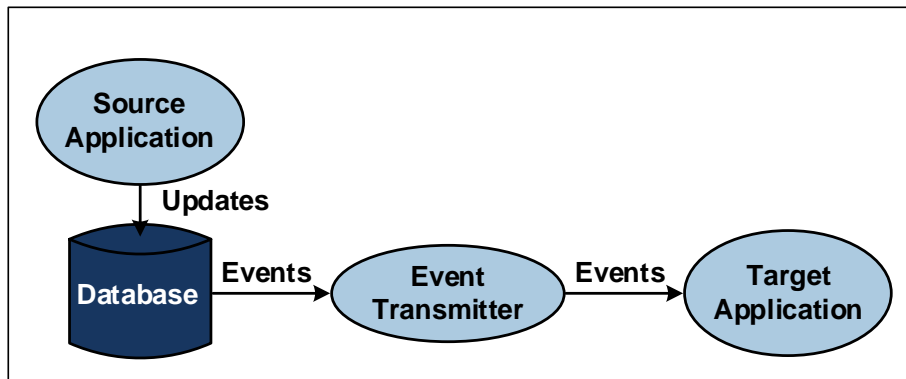 Source
Application
Updates
Database
Events
Event
Transmitter
Events
Target
Application